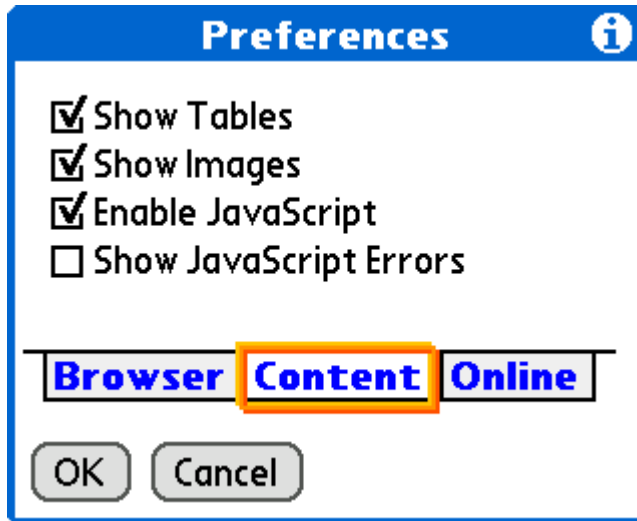 Preferences
Show Tables
Show Images
Enable JavaScript
Show JavaScript Errors
Browser Content Online
OK Cancel